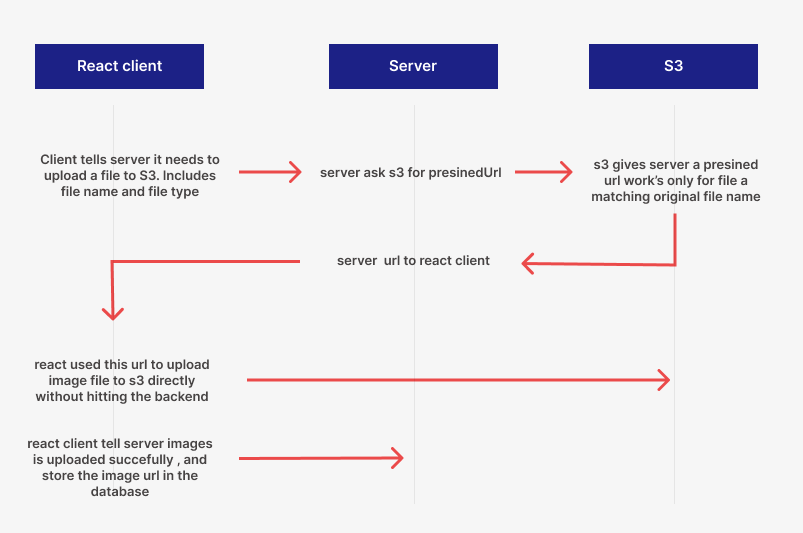 React client
Server
S3
Client tells server it needs to
upload a file to S3. Includes
file name and file type
server ask s3 for presinedUrl
s3 gives server a presined
url work's only for file a
matching original file name
server url to react client
react used this url to upload
image file to s3 directly
without hitting the backend
react client tell server images
is uploaded succefully , and
store the image url in the
database